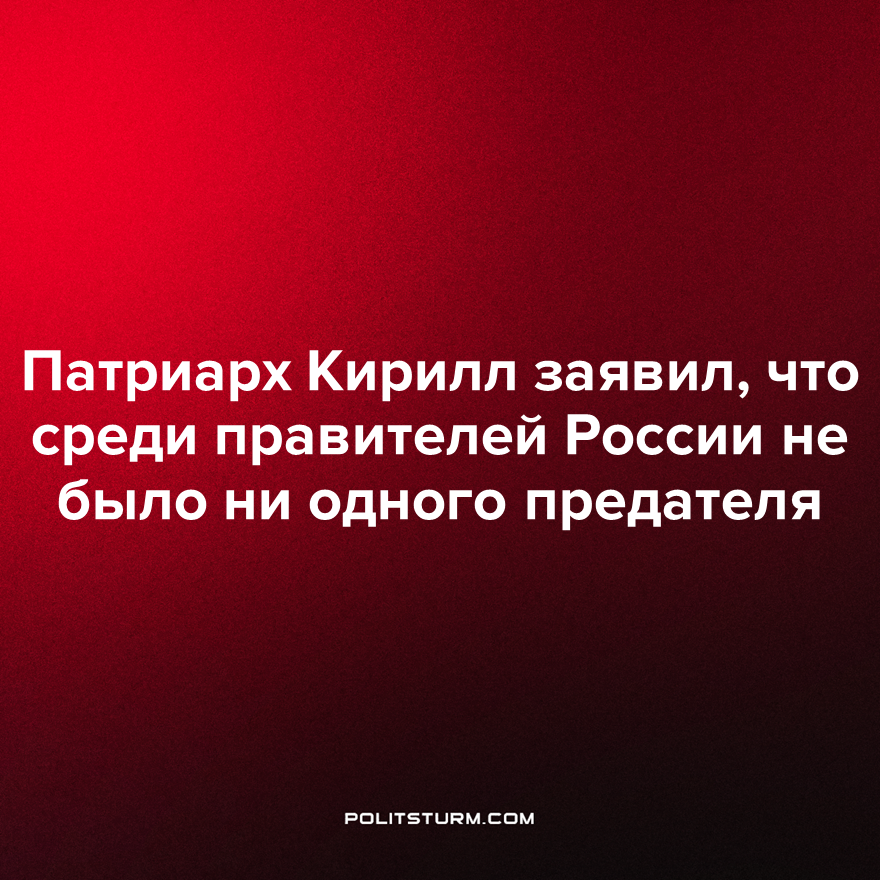 Патриарх Кирилл заявил, что
среди правителей России не
было ни одного предателя
POLITSTURM.COM